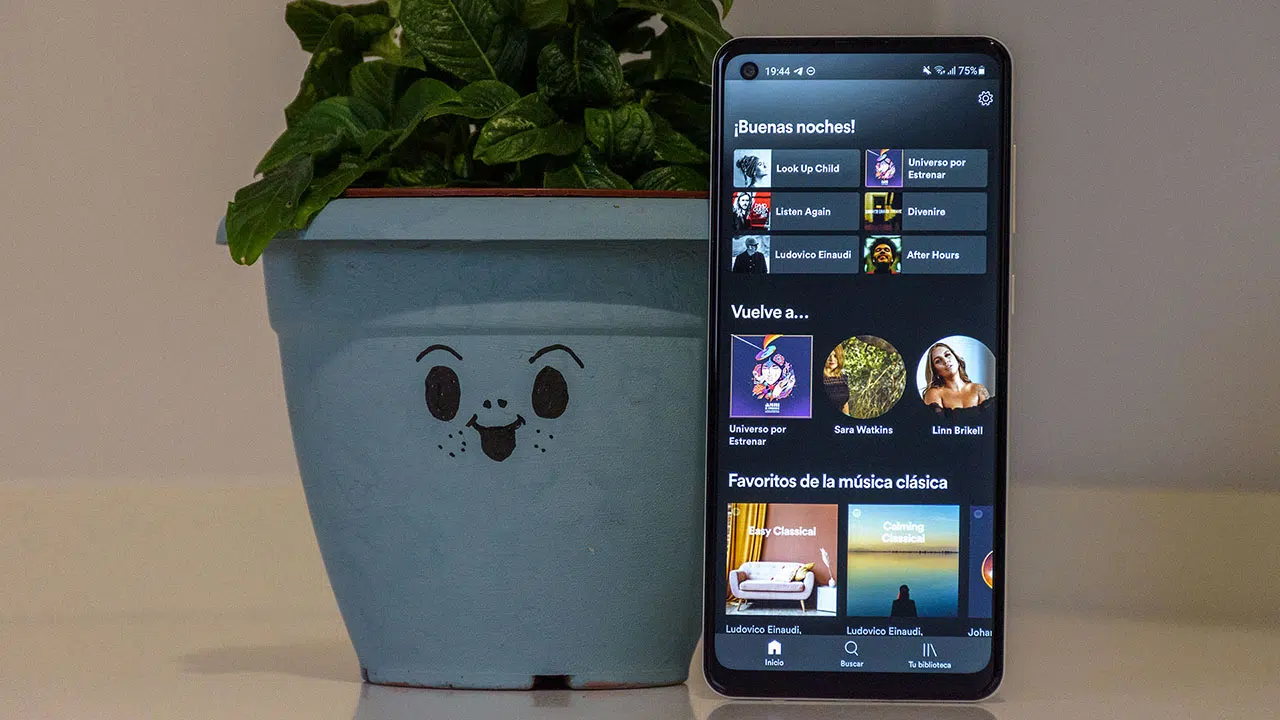 19:44
75%
¡Buenas noches!
Look Up Child
Universo por
Estrenar
Listen Again
Divenire
Ludovico Einaudi
After Hours
Vuelve a...
Universo por
Estrenar
Sara Watkins
Linn Brikell
Favoritos de la música clásica
Easy Classical
Calming
Classical
Ludovico Einaudi,
Ludovico Einaudi,
Johan
Inicio
Buscar
Tu biblioteca